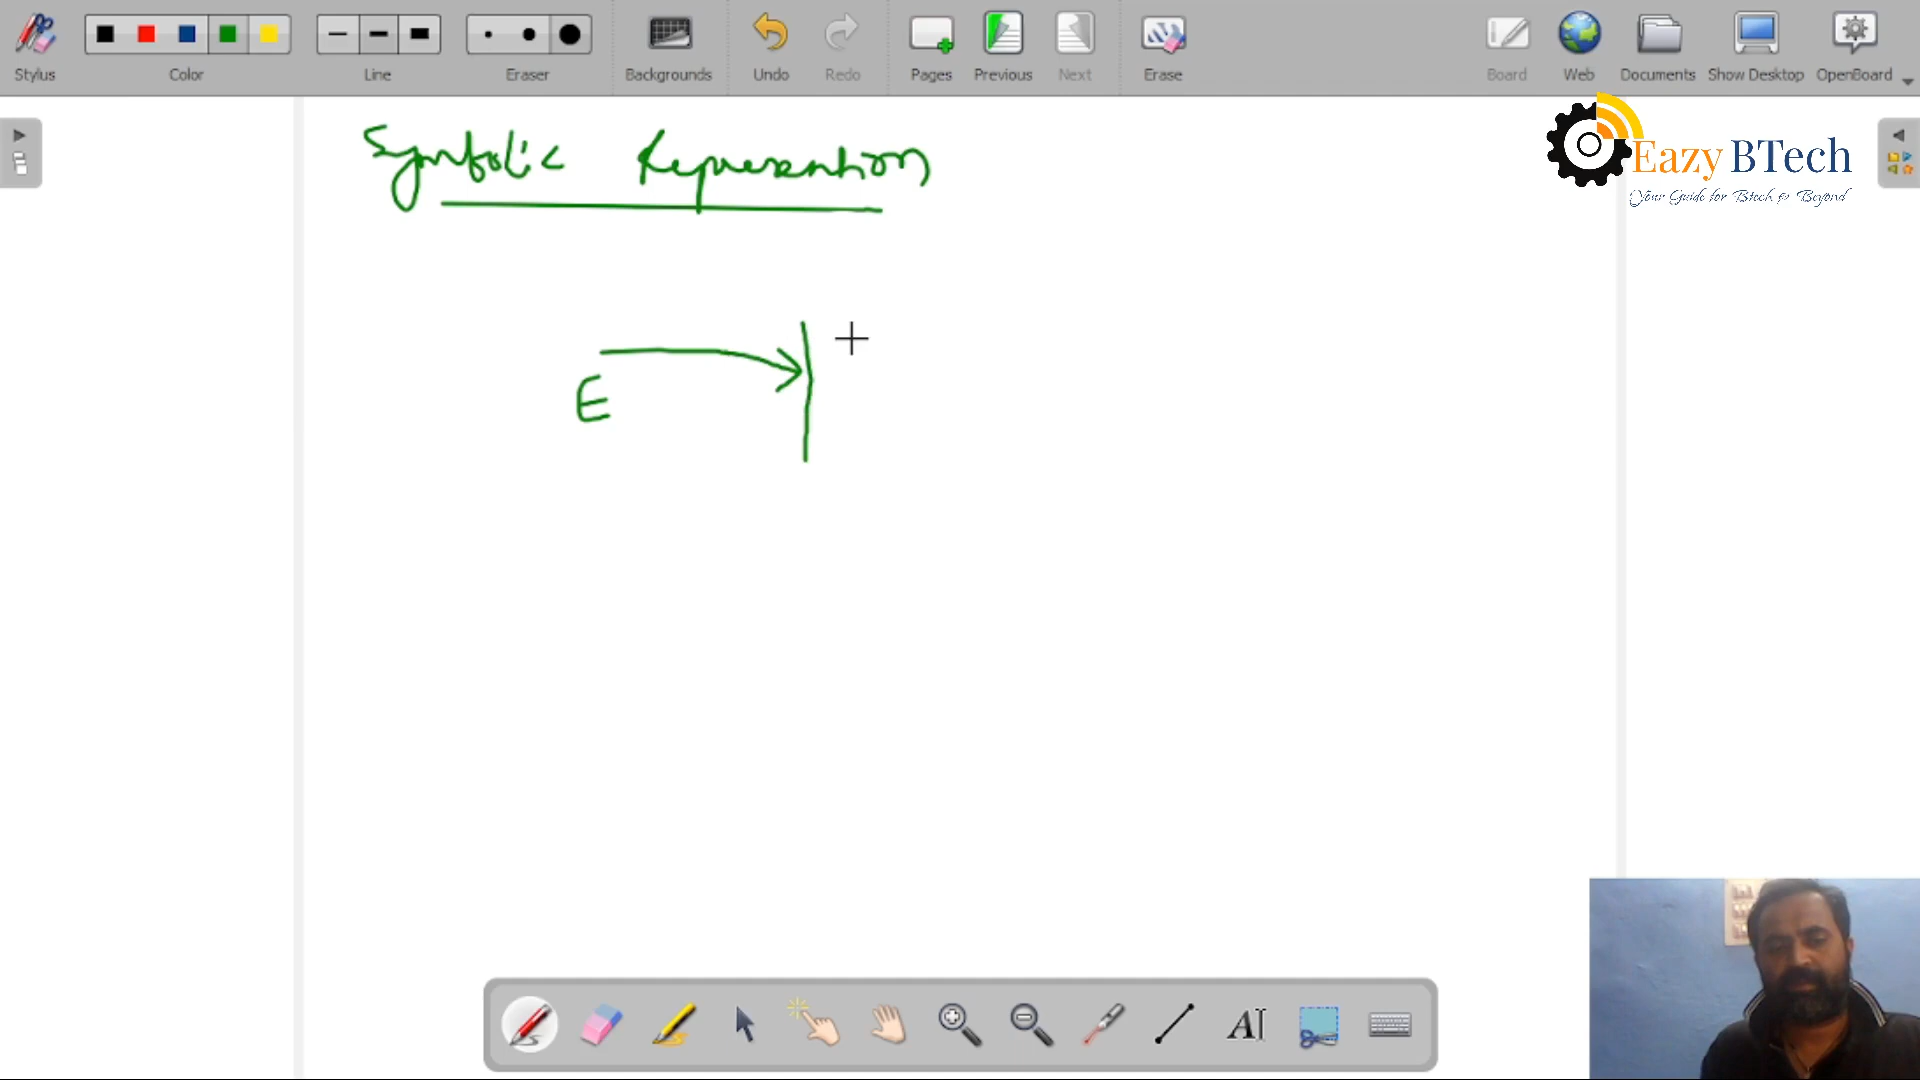 Stylus Color Line Eraser Backgrounds Undo Redo Pages Previous Next Erase Board Web Documents Show Desktop OpenBoard
Eazy BTech
Your Guide for Btech & Beyond
Symbolic Represention
E